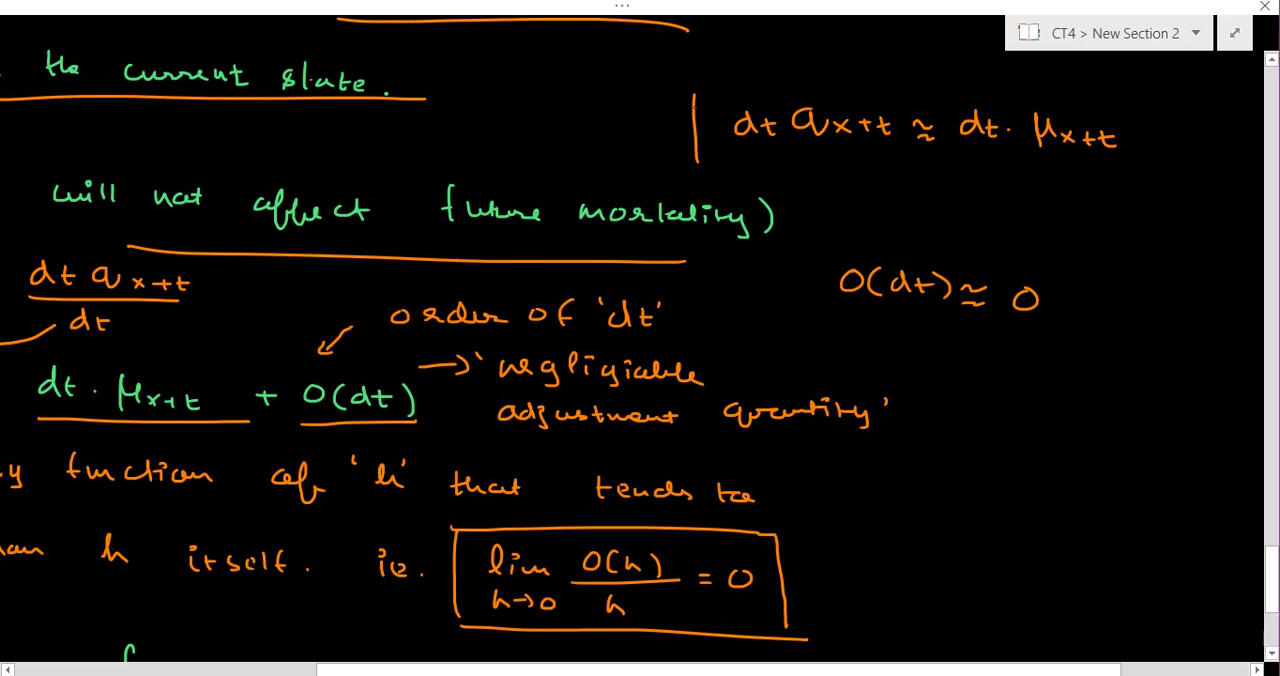 ...
CT4 > New Section 2
the current state.
dt qx+t ≈ dt. μx+t
will not affect future mortality)
dt qx+t
dt
O(dt) ≈ 0
order of 'dt'
→ 'negligiable
dt. μx+t + O(dt)
adjustment quantity'
function of 'h' that tends to
h itself. ie.
lim O(h) = 0
h→0 h